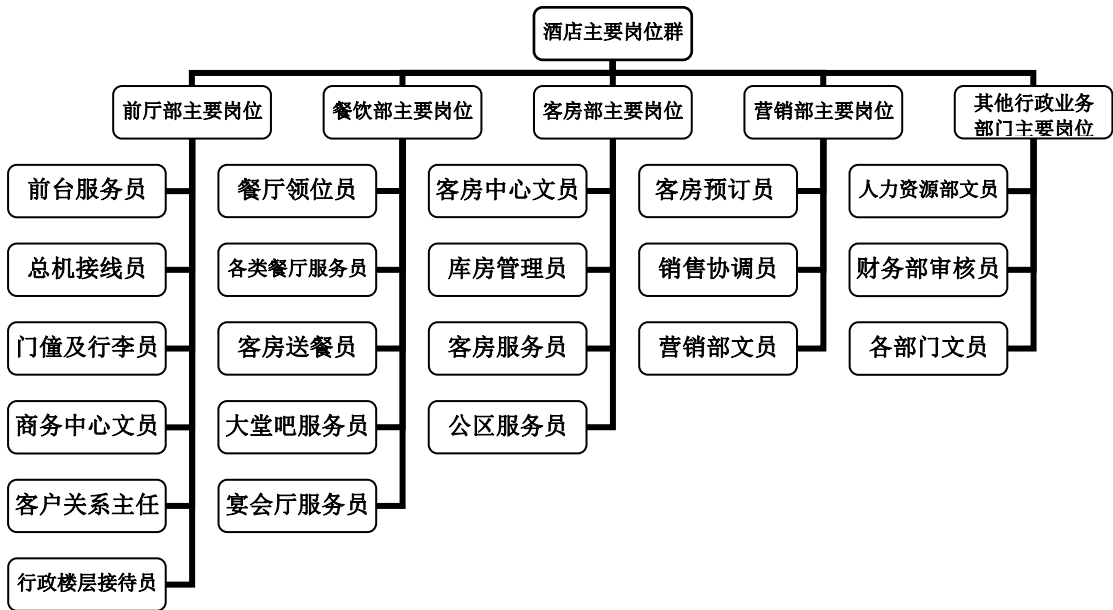 酒店主要岗位群
前厅部主要岗位
餐饮部主要岗位
客房部主要岗位
营销部主要岗位
其他行政业务
部门主要岗位
前台服务员
餐厅领位员
客房中心文员
客房预订员
人力资源部文员
总机接线员
各类餐厅服务员
库房管理员
销售协调员
财务部审核员
门僮及行李员
客房送餐员
客房服务员
营销部文员
各部门文员
商务中心文员
大堂吧服务员
公区服务员
客户关系主任
宴会厅服务员
行政楼层接待员